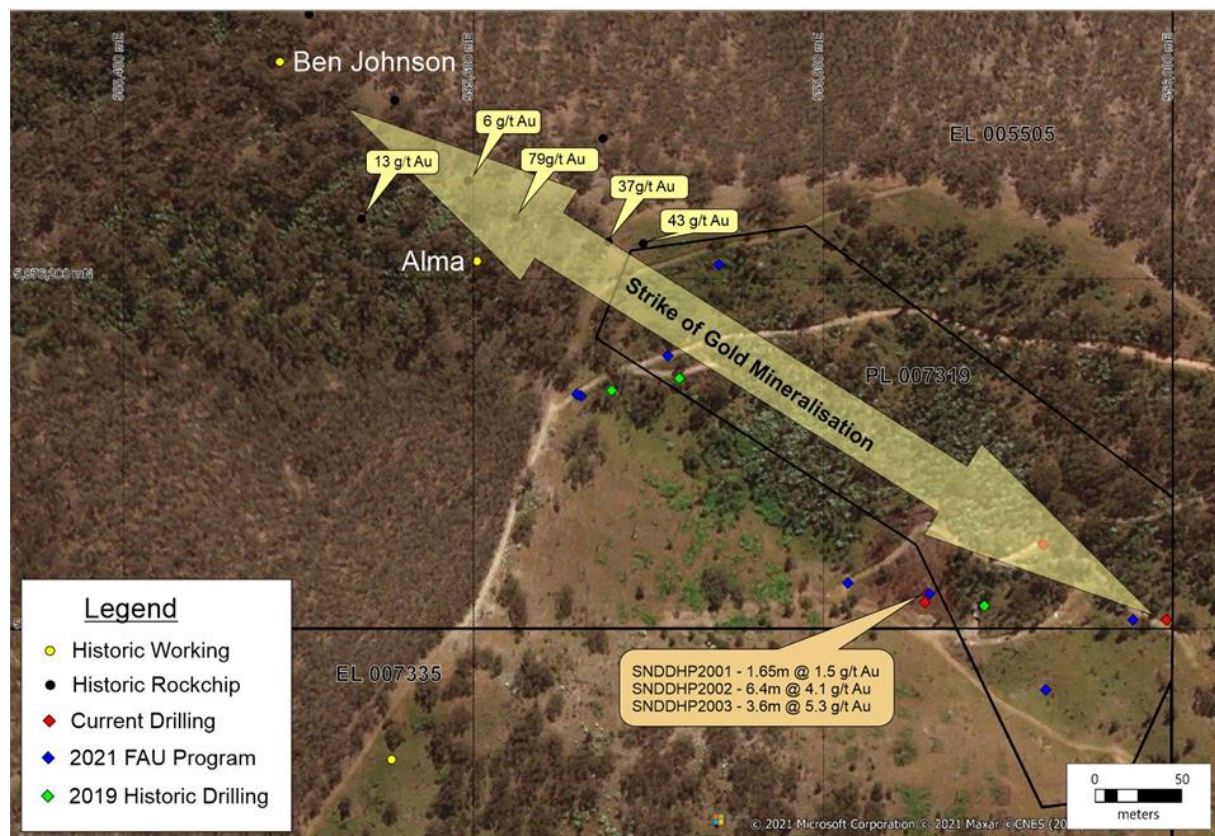 Ben Johnson
EL 005505
6 g/t Au
13 g/t Au
79g/t Au
37g/t Au
43 g/t Au
Alma
Strike of Gold Mineralisation
PL 007319
Legend
Historic Working
Historic Rockchip
Current Drilling
2021 FAU Program
2019 Historic Drilling
EL 007335
SNDDHP2001 - 1.65m @ 1.5 g/t Au
SNDDHP2002 - 6.4m @ 4.1 g/t Au
SNDDHP2003 - 3.6m @ 5.3 g/t Au
0 50
meters
© 2021 Microsoft Corporation © 2021 Maxar © CNES